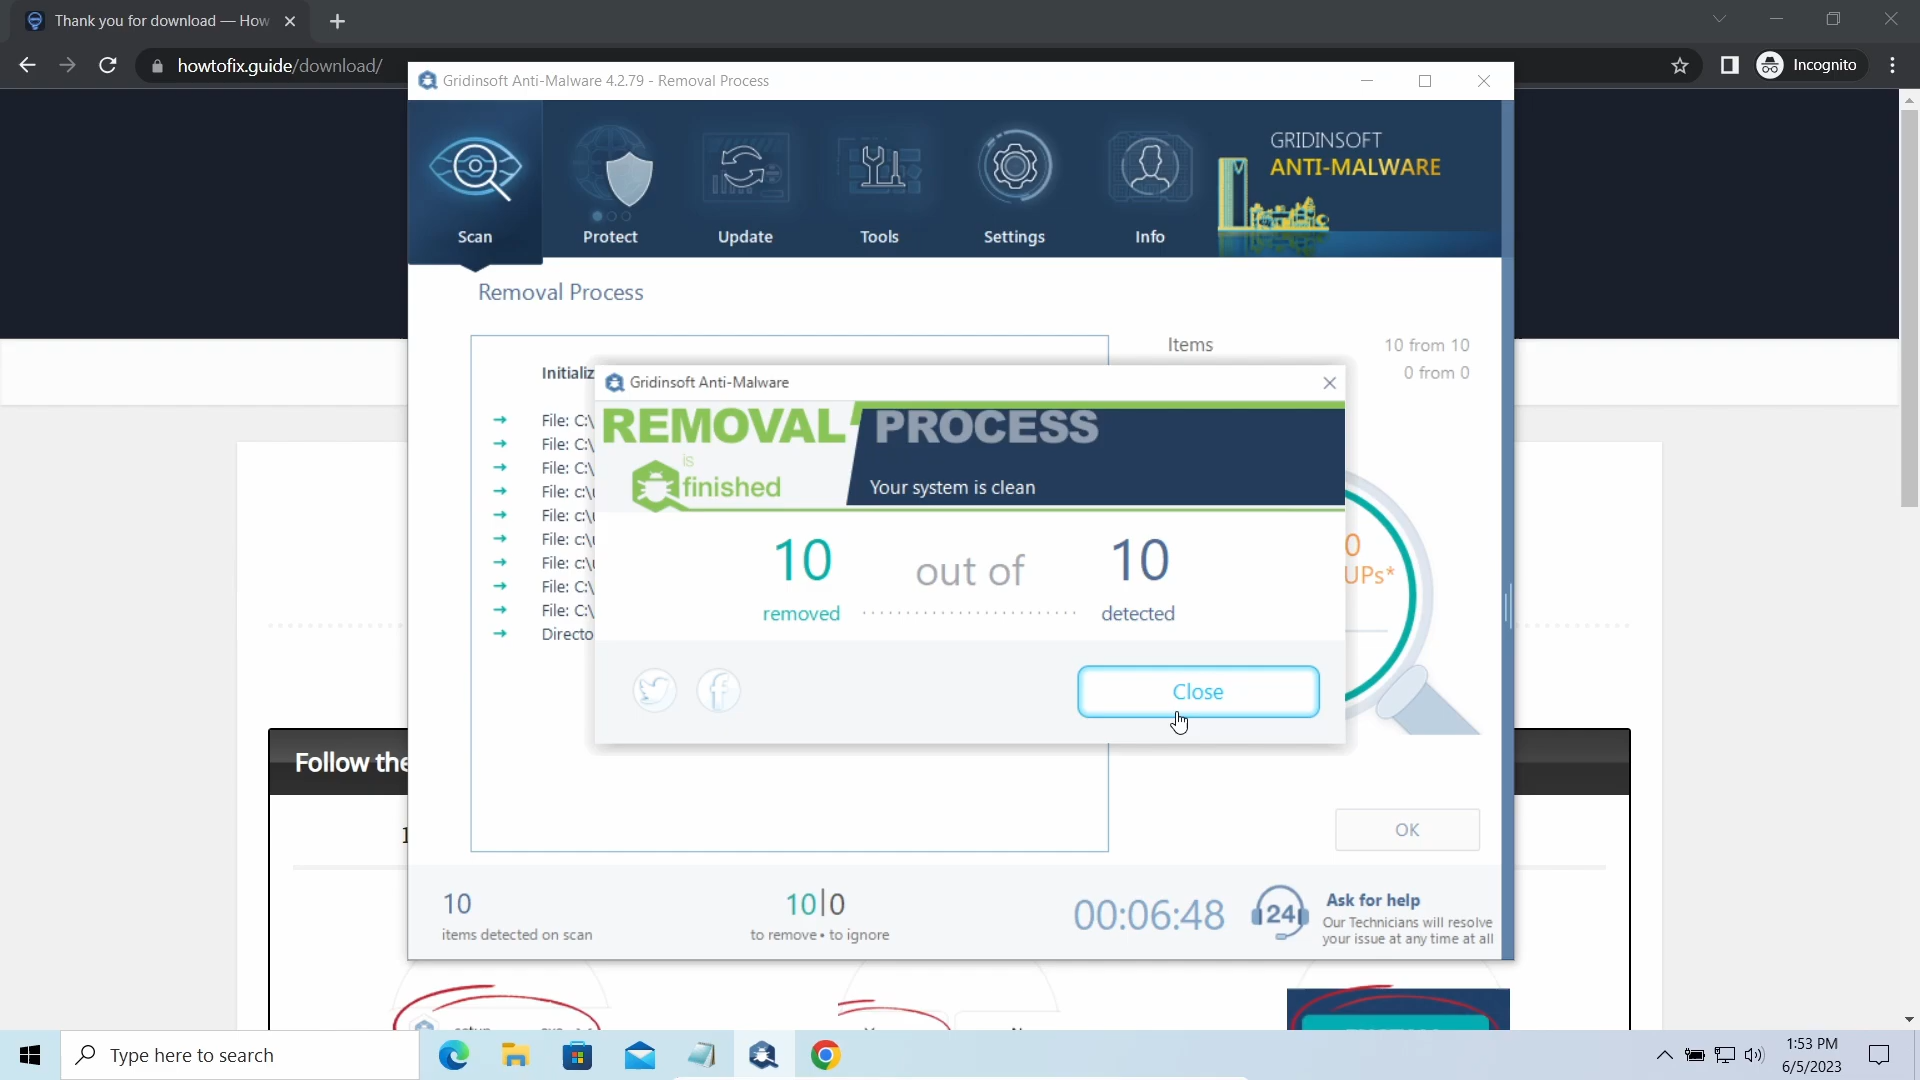 Thank you for download — How
howtofix.guide/download/
Incognito
Gridinsoft Anti-Malware 4.2.79 - Removal Process
Scan
Protect
Update
Tools
Settings
Info
GRIDINSOFT
ANTI-MALWARE
Removal Process
Items
10 from 10
0 from 0
Initializ
File: C:\
File: C:\
File: C:\
File: c:\
File: c:\
File: c:\
File: c:\
File: C:\
File: C:\
Directo
Gridinsoft Anti-Malware
REMOVAL PROCESS
is
finished
Your system is clean
10 out of 10
removed
detected
Close
0
UPs*
OK
Follow the
1
10
items detected on scan
10|0
to remove • to ignore
00:06:48
24
Ask for help
Our Technicians will resolve
your issue at any time at all
Type here to search
1:53 PM
6/5/2023